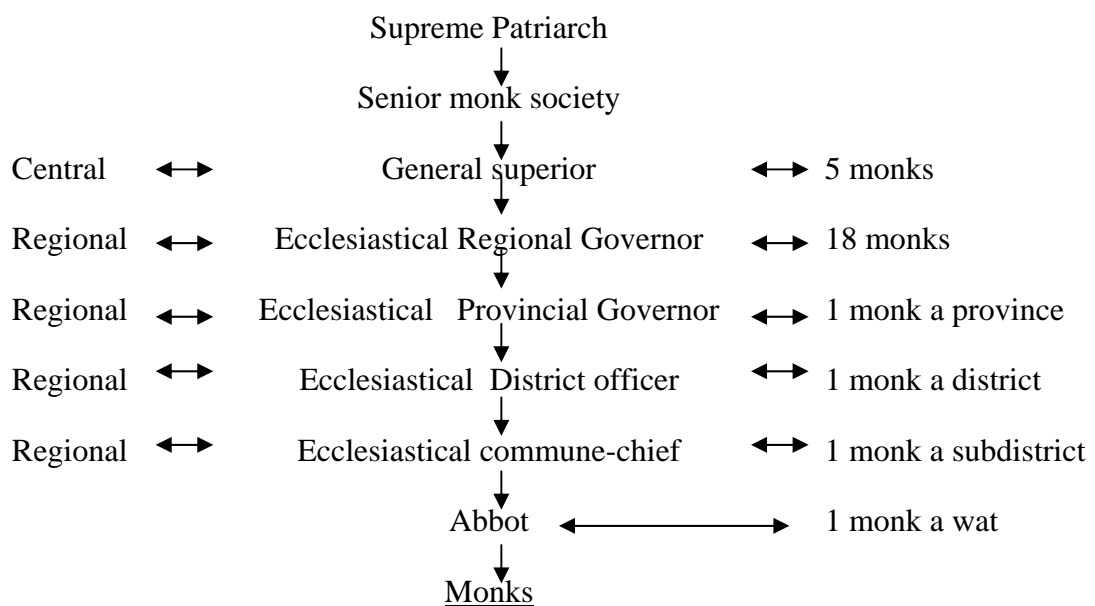 Supreme Patriarch
Senior monk society
Central General superior 5 monks
Regional Ecclesiastical Regional Governor 18 monks
Regional Ecclesiastical Provincial Governor 1 monk a province
Regional Ecclesiastical District officer 1 monk a district
Regional Ecclesiastical commune-chief 1 monk a subdistrict
Abbot 1 monk a wat
Monks